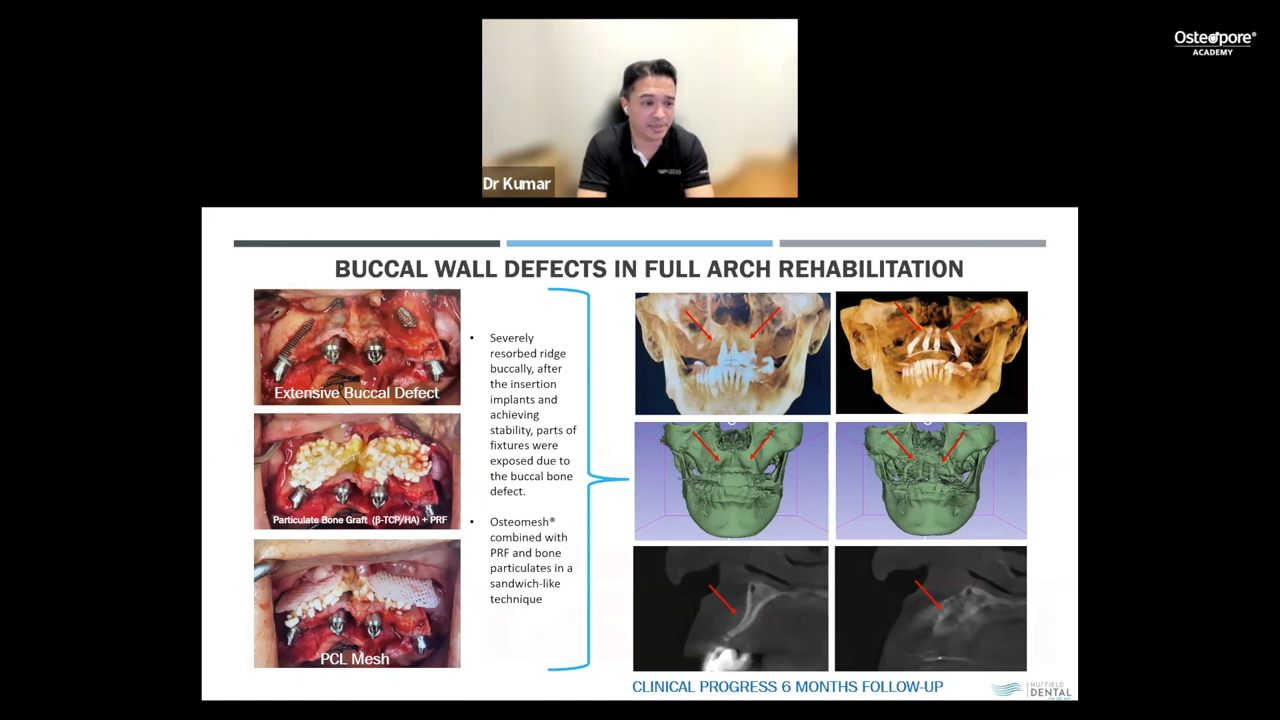 Osteopore®
ACADEMY
Dr Kumar
BUCCAL WALL DEFECTS IN FULL ARCH REHABILITATION
Extensive Buccal Defect
Particulate Bone Graft (β-TCP/HA) + PRF
PCL Mesh
• Severely
resorbed ridge
buccally, after
the insertion
implants and
achieving
stability, parts of
fixtures were
exposed due to
the buccal bone
defect.
• Osteomesh®
combined with
PRF and bone
particulates in a
sandwich-like
technique
CLINICAL PROGRESS 6 MONTHS FOLLOW-UP
NUFFIELD
DENTAL